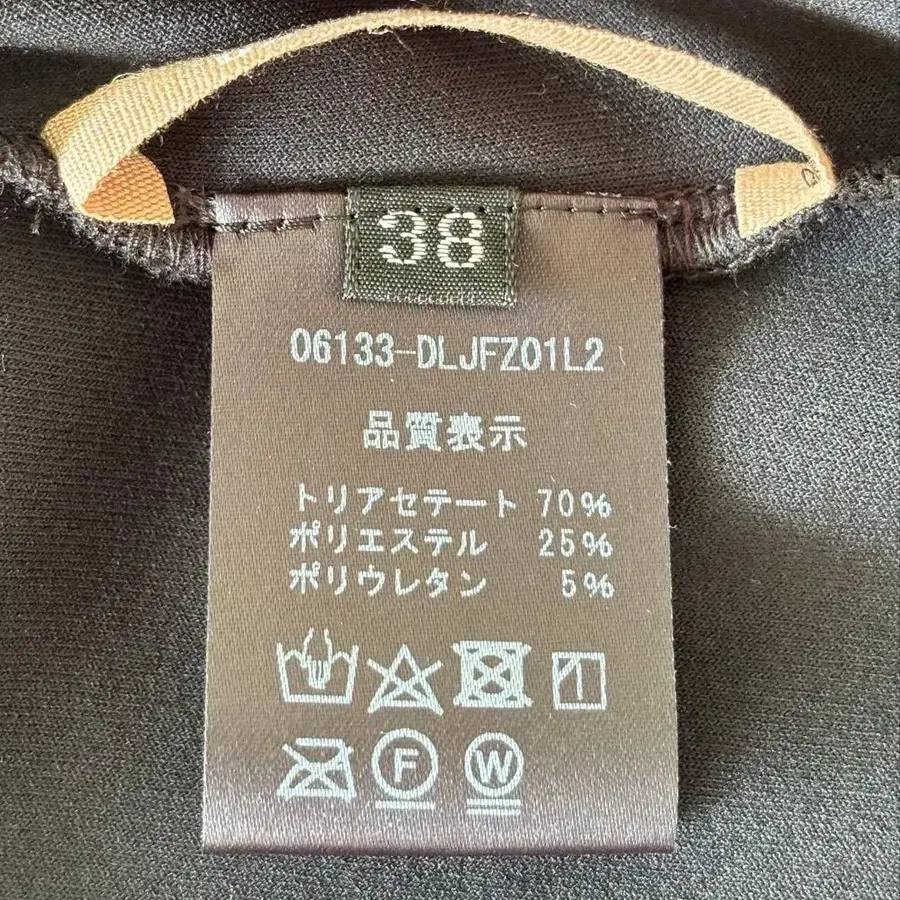 38
06133-DLJFZ01L2
品質表示
トリアセテート 70%
ポリエステル 25%
ポリウレタン 5%
F W